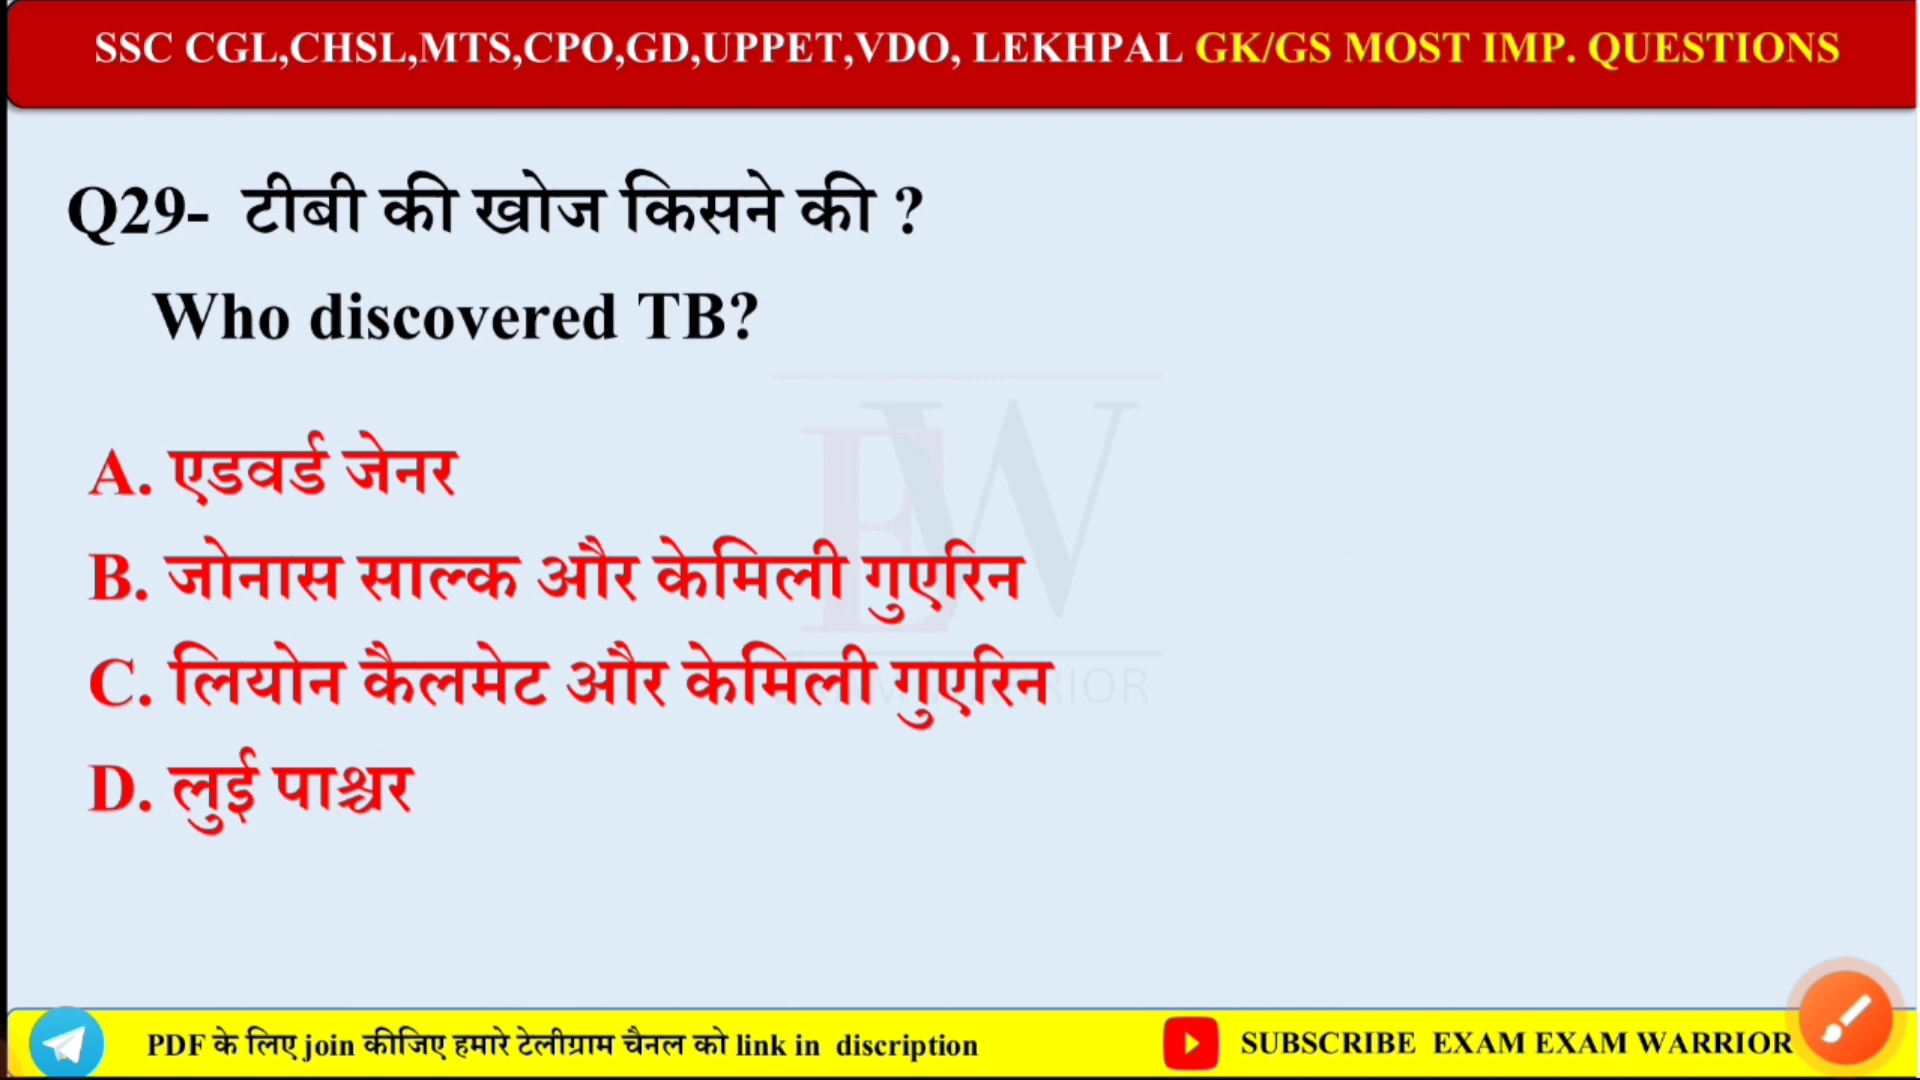 SSC CGL,CHSL,MTS,CPO,GD,UPPET,VDO, LEKHPAL GK/GS MOST IMP. QUESTIONS
Q29- टीबी की खोज किसने की ?
Who discovered TB?
A. एडवर्ड जेनर
B. जोनास साल्क और केमिली गुएरिन
C. लियोन कैलमेट और केमिली गुएरिन
D. लुई पाश्चर
EW
PDF के लिए join कीजिए हमारे टेलीग्राम चैनल को link in discription
SUBSCRIBE EXAM EXAM WARRIOR